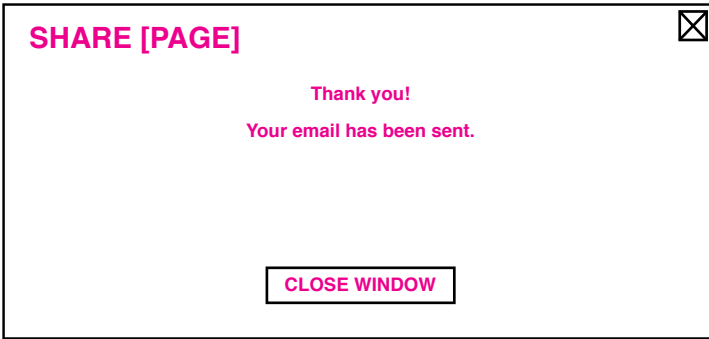 SHARE [PAGE]
Thank you!
Your email has been sent.
CLOSE WINDOW